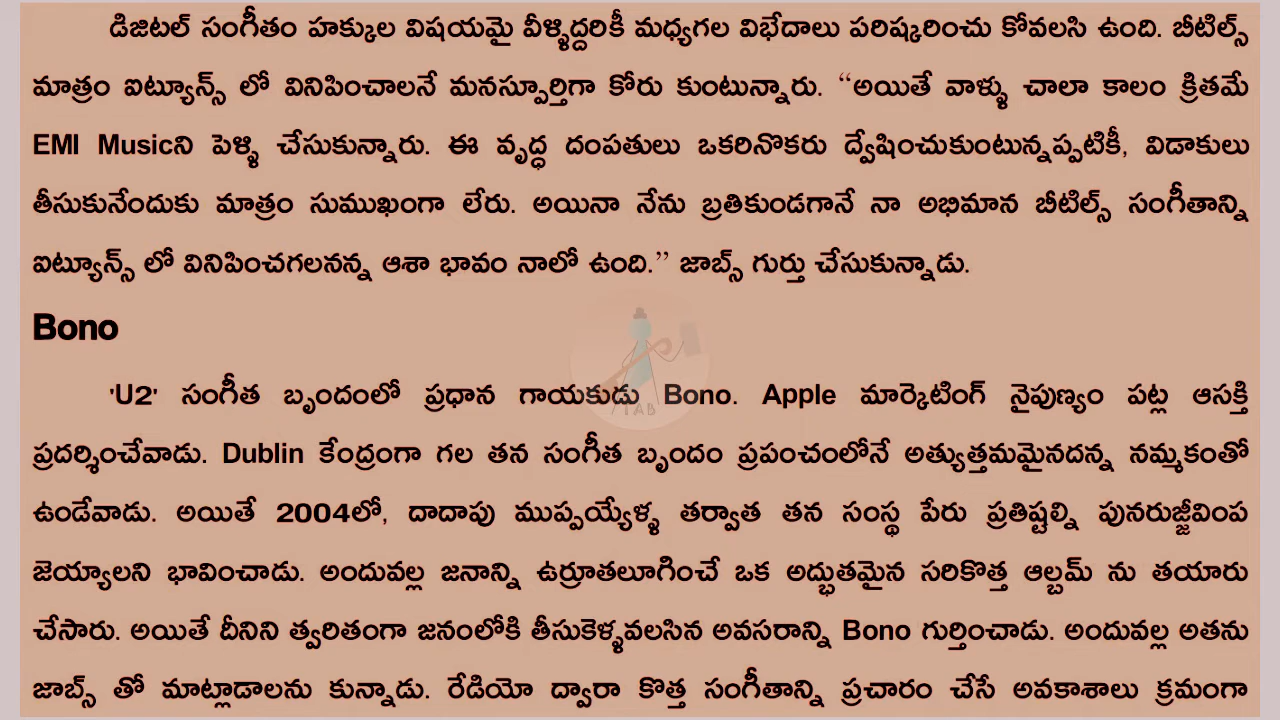 డిజిటల్ సంగీతం హక్కుల విషయమై వీళ్ళిద్దరికీ మధ్యగల విభేదాలు పరిష్కరించు కోవలసి ఉంది. బీటిల్స్
మాత్రం ఐట్యూన్స్ లో వినిపించాలనే మనస్ఫూర్తిగా కోరు కుంటున్నారు. “అయితే వాళ్ళు చాలా కాలం క్రితమే
EMI Musicని పెళ్ళి చేసుకున్నారు. ఈ వృద్ధ దంపతులు ఒకరినొకరు ద్వేషించుకుంటున్నప్పటికీ, విడాకులు
తీసుకునేందుకు మాత్రం సుముఖంగా లేరు. అయినా నేను బ్రతికుండగానే నా అభిమాన బీటిల్స్ సంగీతాన్ని
ఐట్యూన్స్ లో వినిపించగలనన్న ఆశా భావం నాలో ఉంది.” జాబ్స్ గుర్తు చేసుకున్నాడు.
Bono
'U2' సంగీత బృందంలో ప్రధాన గాయకుడు Bono. Apple మార్కెటింగ్ నైపుణ్యం పట్ల ఆసక్తి
ప్రదర్శించేవాడు. Dublin కేంద్రంగా గల తన సంగీత బృందం ప్రపంచంలోనే అత్యుత్తమమైనదన్న నమ్మకంతో
ఉండేవాడు. అయితే 2004లో, దాదాపు ముప్పయ్యేళ్ళ తర్వాత తన సంస్థ పేరు ప్రతిష్టల్ని పునరుజ్జీవింప
జెయ్యాలని భావించాడు. అందువల్ల జనాన్ని ఉర్రూతలూగించే ఒక అద్భుతమైన సరికొత్త ఆల్బమ్ ను తయారు
చేసారు. అయితే దీనిని త్వరితంగా జనంలోకి తీసుకెళ్ళవలసిన అవసరాన్ని Bono గుర్తించాడు. అందువల్ల అతను
జాబ్స్ తో మాట్లాడాలను కున్నాడు. రేడియో ద్వారా కొత్త సంగీతాన్ని ప్రచారం చేసే అవకాశాలు క్రమంగా
TAB